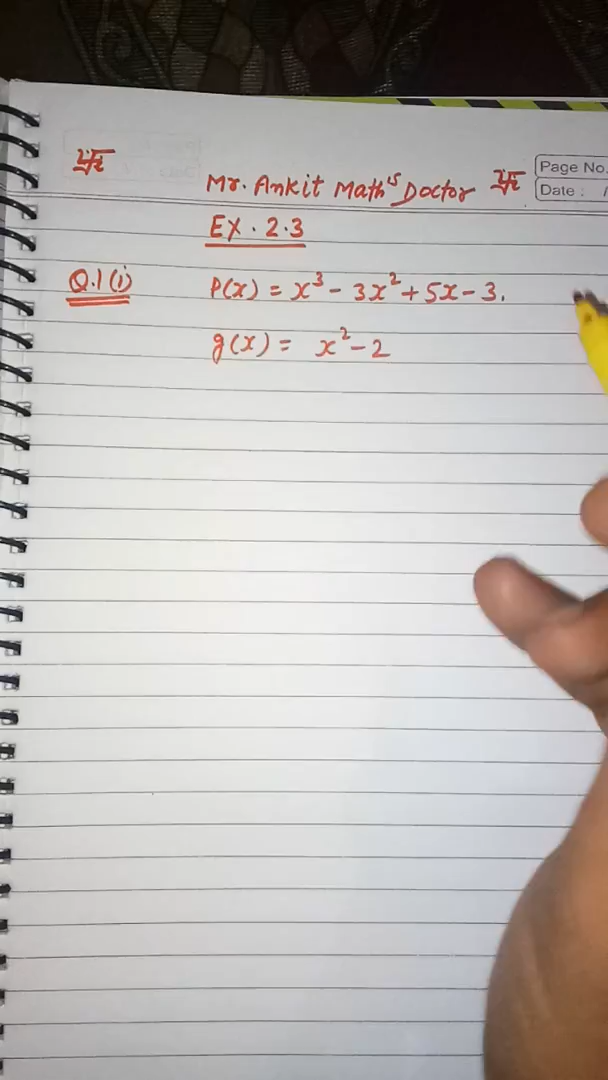 Mr. Ankit Math's Doctor
Page No.
Date :
EX. 2.3
Q.1(i) P(x) = x³ - 3x² + 5x - 3.
g(x) = x² - 2